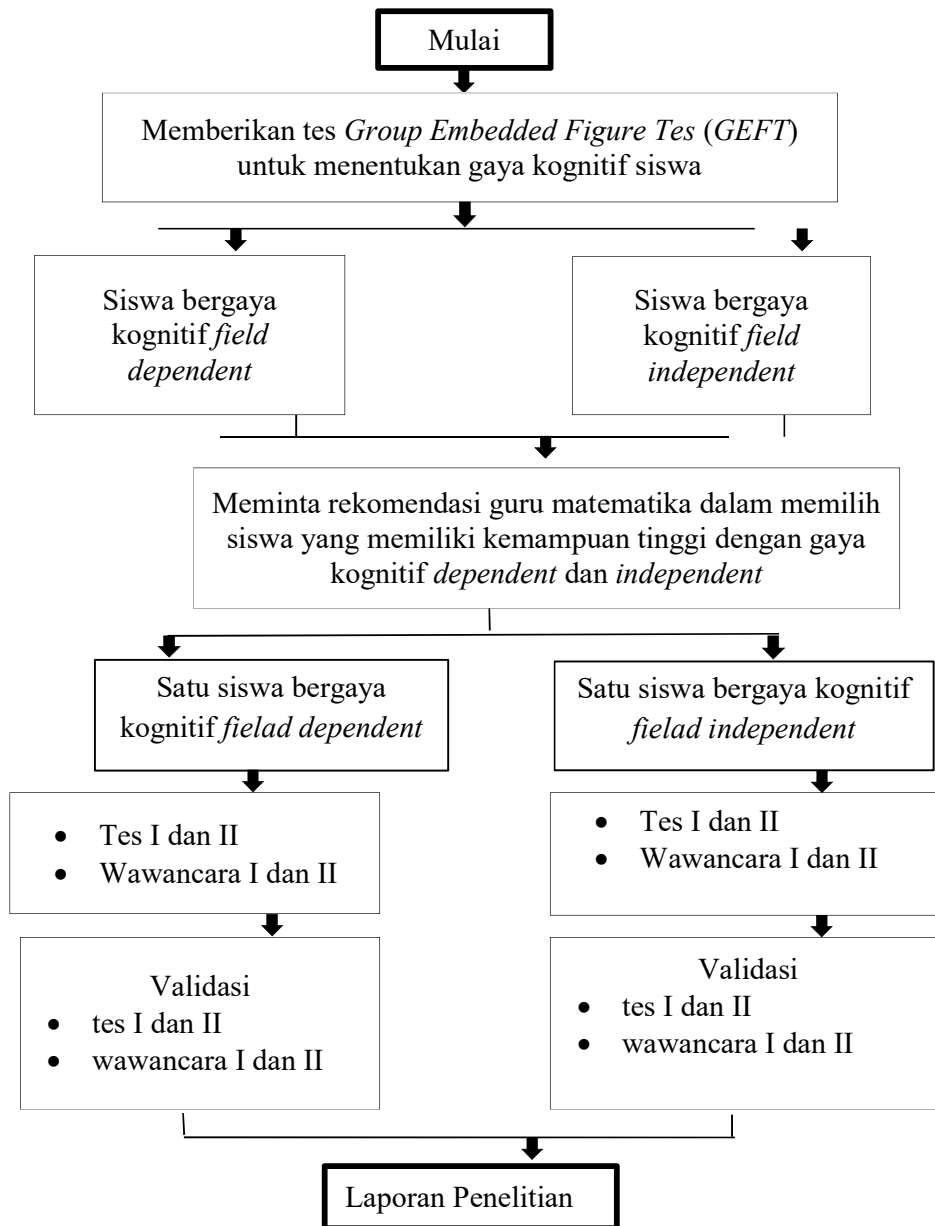 Mulai
Memberikan tes Group Embedded Figure Tes (GEFT)
untuk menentukan gaya kognitif siswa
Siswa bergaya
kognitif field
dependent
Siswa bergaya
kognitif field
independent
Meminta rekomendasi guru matematika dalam memilih
siswa yang memiliki kemampuan tinggi dengan gaya
kognitif dependent dan independent
Satu siswa bergaya
kognitif fielad dependent
Satu siswa bergaya kognitif
fielad independent
• Tes I dan II
• Wawancara I dan II
• Tes I dan II
• Wawancara I dan II
Validasi
• tes I dan II
• wawancara I dan II
Validasi
• tes I dan II
• wawancara I dan II
Laporan Penelitian